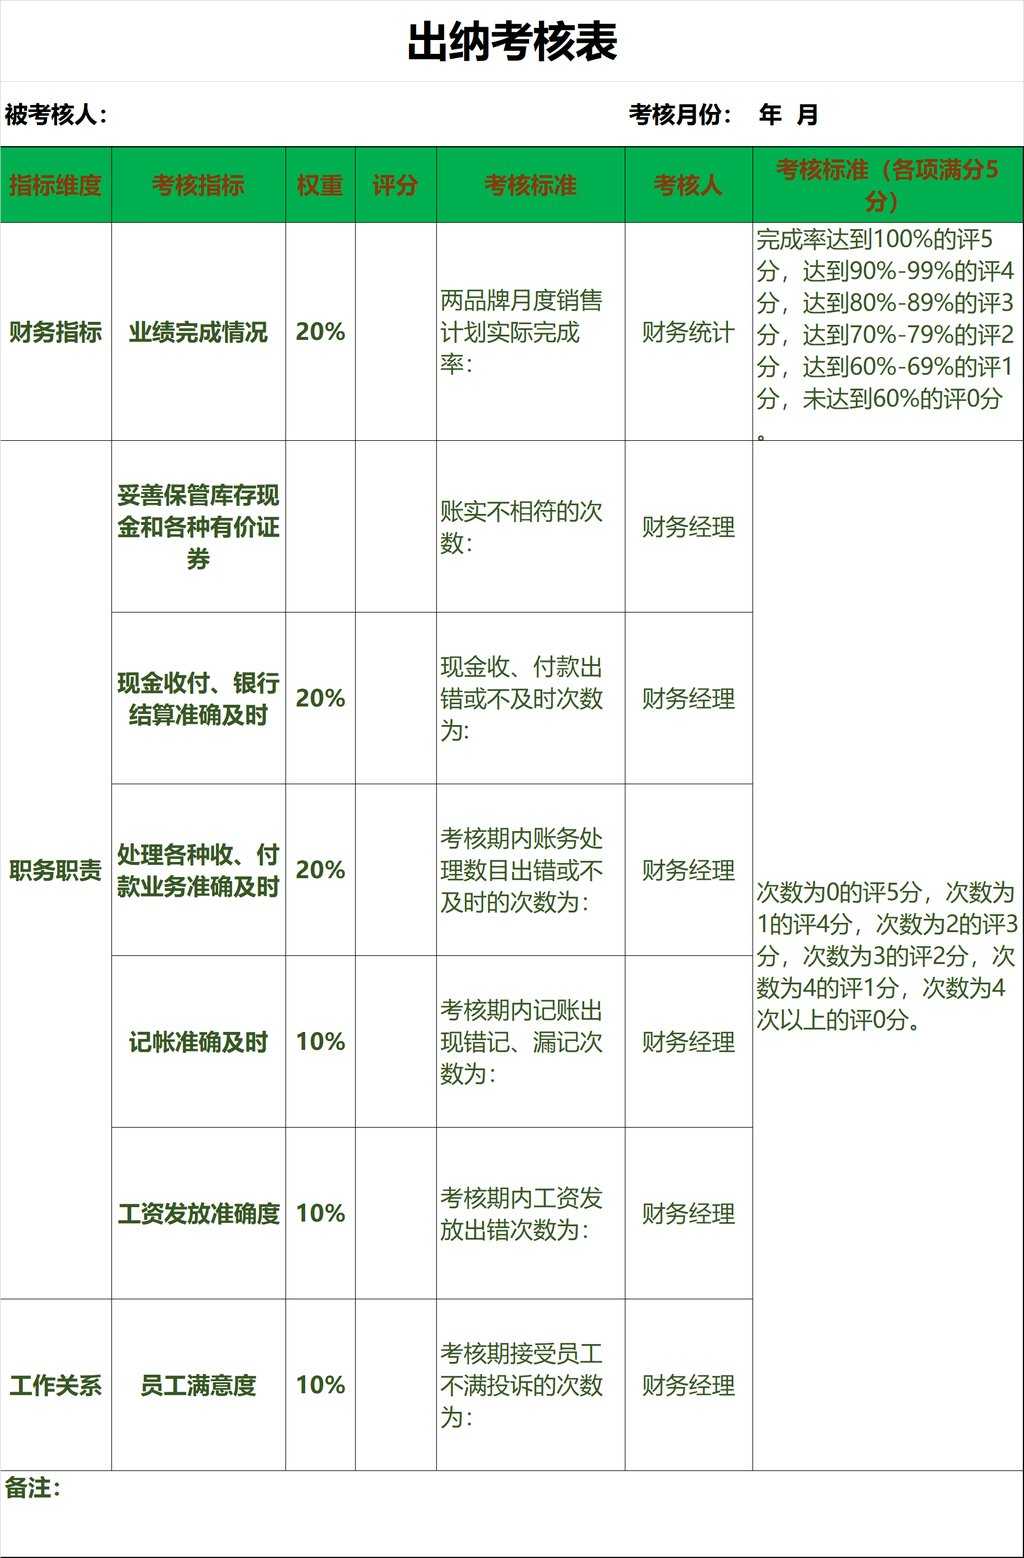 出纳考核表
被考核人：
考核月份： 年 月
指标维度
考核指标
权重
评分
考核标准
考核人
考核标准（各项满分5
分）
财务指标
业绩完成情况
20%
两品牌月度销售
计划实际完成
率：
财务统计
完成率达到100%的评5
分，达到90%-99%的评4
分，达到80%-89%的评3
分，达到70%-79%的评2
分，达到60%-69%的评1
分，未达到60%的评0分
。
职务职责
妥善保管库存现
金和各种有价证
券
账实不相符的次
数：
财务经理
现金收付、银行
结算准确及时
20%
现金收、付款出
错或不及时次数
为:
财务经理
处理各种收、付
款业务准确及时
20%
考核期内账务处
理数目出错或不
及时的次数为：
财务经理
次数为0的评5分，次数为
1的评4分，次数为2的评3
分，次数为3的评2分，次
数为4的评1分，次数为4
次以上的评0分。
记帐准确及时
10%
考核期内记账出
现错记、漏记次
数为：
财务经理
工资发放准确度
10%
考核期内工资发
放出错次数为：
财务经理
工作关系
员工满意度
10%
考核期接受员工
不满投诉的次数
为：
财务经理
备注：